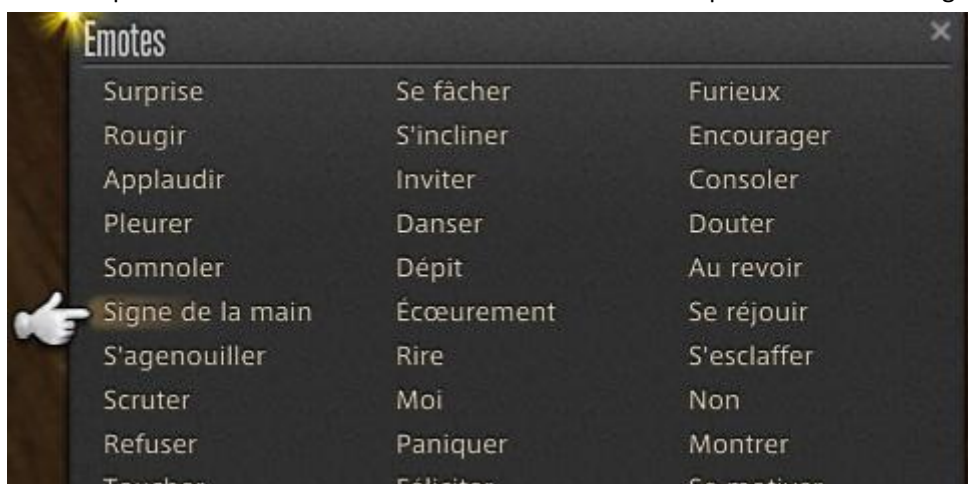 Emotes
Surprise Se fâcher Furieux
Rougir S'incliner Encourager
Applaudir Inviter Consoler
Pleurer Danser Douter
Somnoler Dépit Au revoir
Signe de la main Écœurement Se réjouir
S'agenouiller Rire S'esclaffer
Scruter Moi Non
Refuser Paniquer Montrer